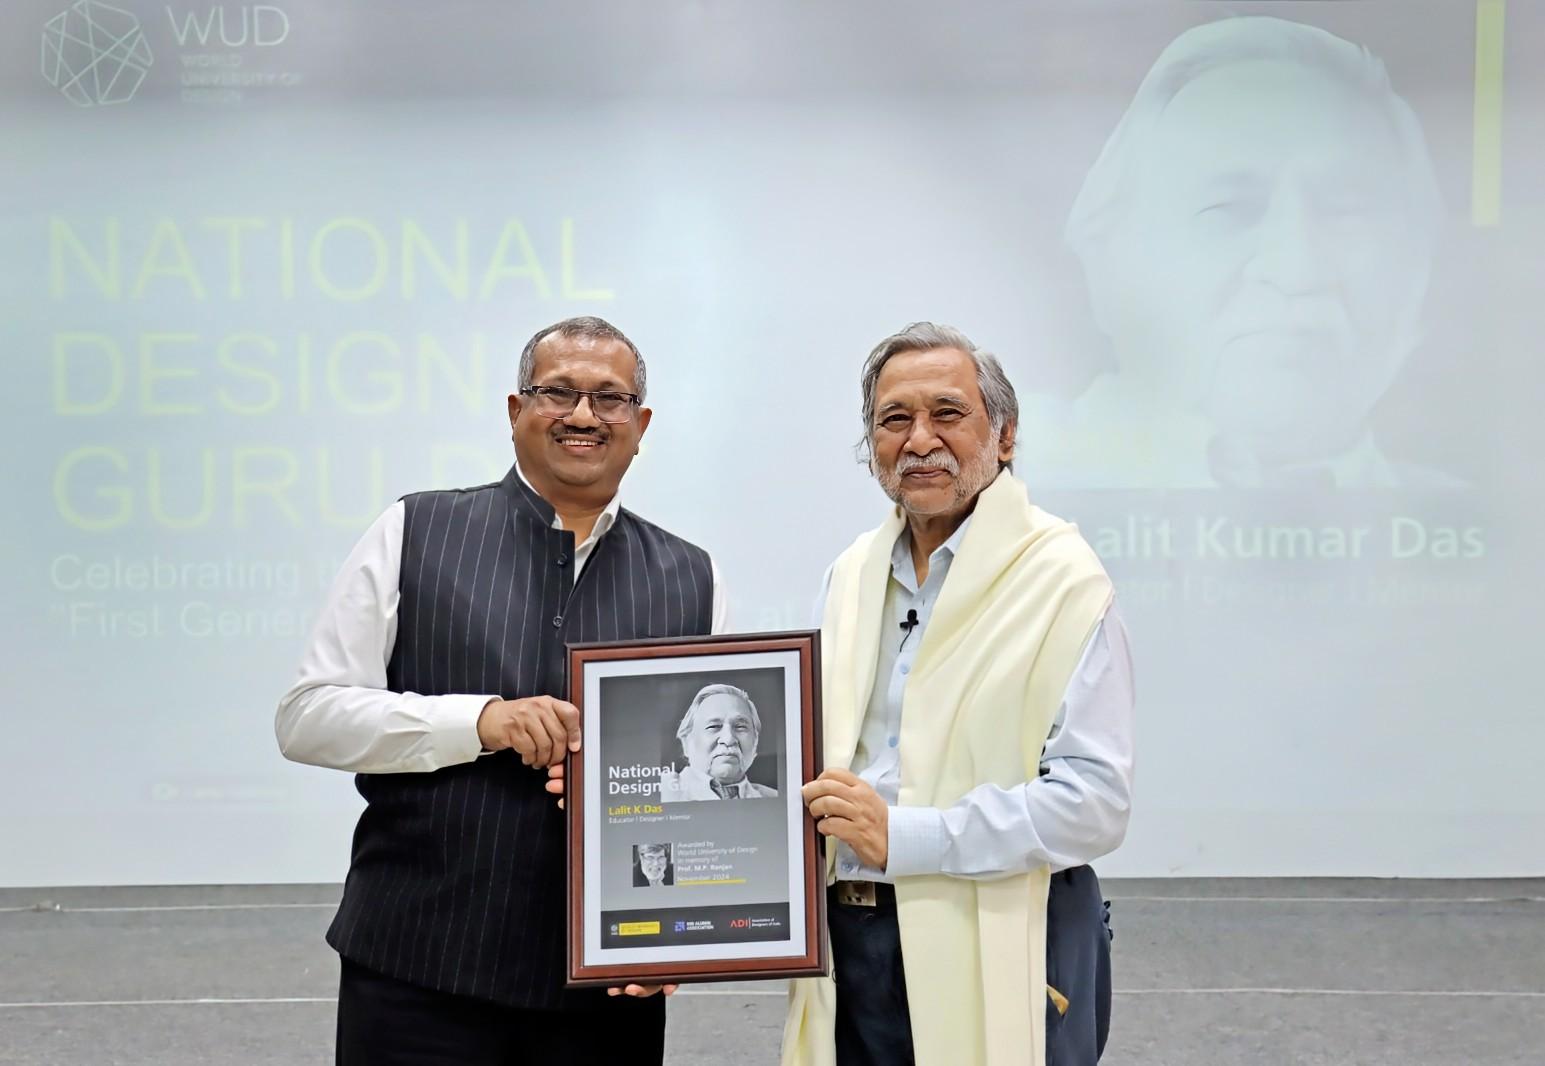 WUD
WORLD
UNIVERSITY OF
DESIGN
NATIONAL
DESIGN
GURU
Celebrating
"First
Lalit Kumar Das
National
Design
Lalit K Das
Educator | Designer | Mentor
Awarded by
World University of Design
In memory of
Prof. M.P. Ranjan
November 2024
ASSOCIATION
ADI
Association of
Designers of India